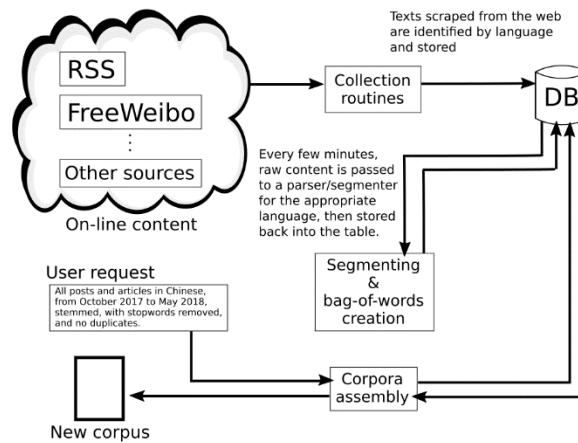 Texts scraped from the web
are identified by language
and stored
RSS
FreeWeibo
Other sources
On-line content
Collection
routines
DB
Every few minutes,
raw content is passed
to a parser/segmenter
for the appropriate
language, then stored
back into the table.
Segmenting
&
bag-of-words
creation
User request
All posts and articles in Chinese,
from October 2017 to May 2018,
stemmed, with stopwords removed,
and no duplicates.
Corpora
assembly
New corpus